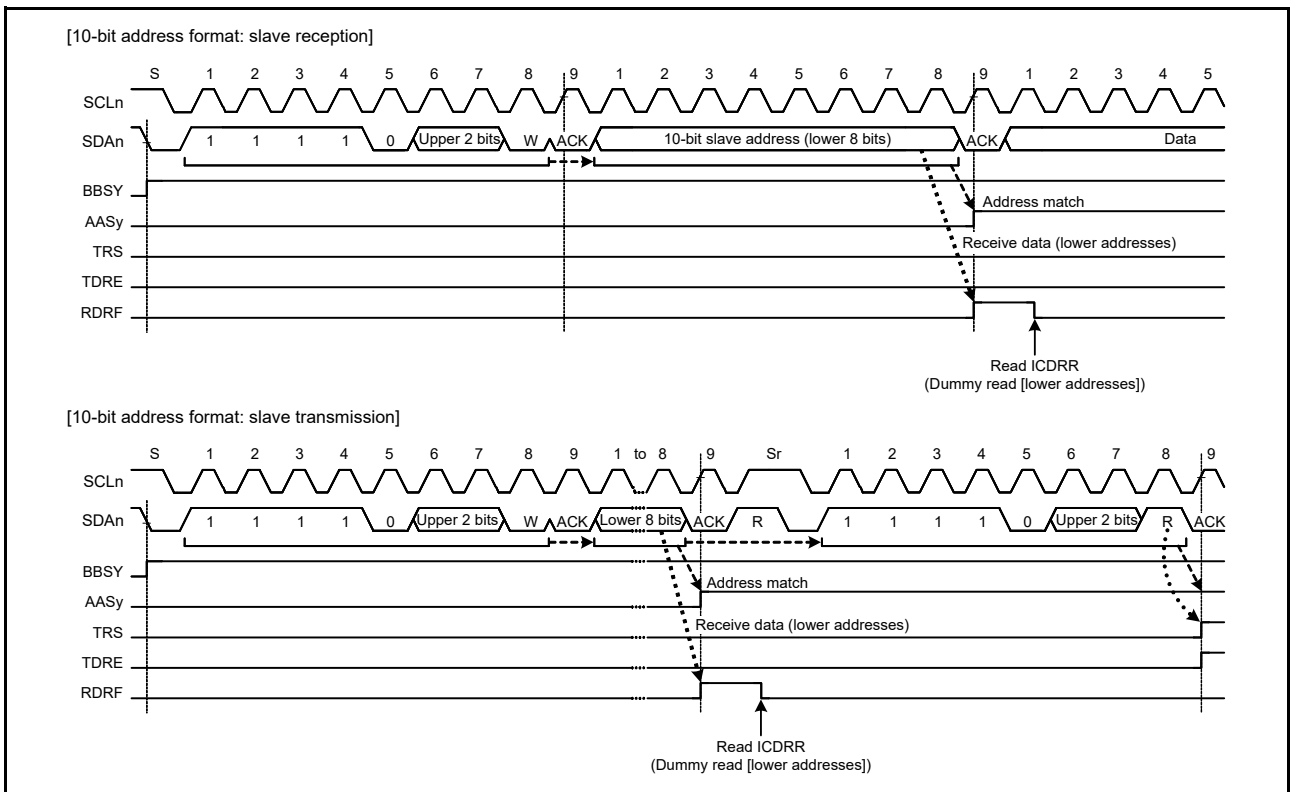 [10-bit address format: slave reception]
S 1 2 3 4 5 6 7 8 9 1 2 3 4 5 6 7 8 9 1 2 3 4 5
SCLn
SDAn 1 1 1 1 0 Upper 2 bits W ACK 10-bit slave address (lower 8 bits) ACK Data
BBSY
Address match
AASy
Receive data (lower addresses)
TRS
TDRE
RDRF
Read ICDRR
(Dummy read [lower addresses])
[10-bit address format: slave transmission]
S 1 2 3 4 5 6 7 8 9 1 to 8 9 Sr 1 2 3 4 5 6 7 8 9
SCLn
SDAn 1 1 1 1 0 Upper 2 bits W ACK Lower 8 bits ACK R 1 1 1 1 0 Upper 2 bits R ACK
BBSY
Address match
AASy
Receive data (lower addresses)
TRS
TDRE
RDRF
Read ICDRR
(Dummy read [lower addresses])